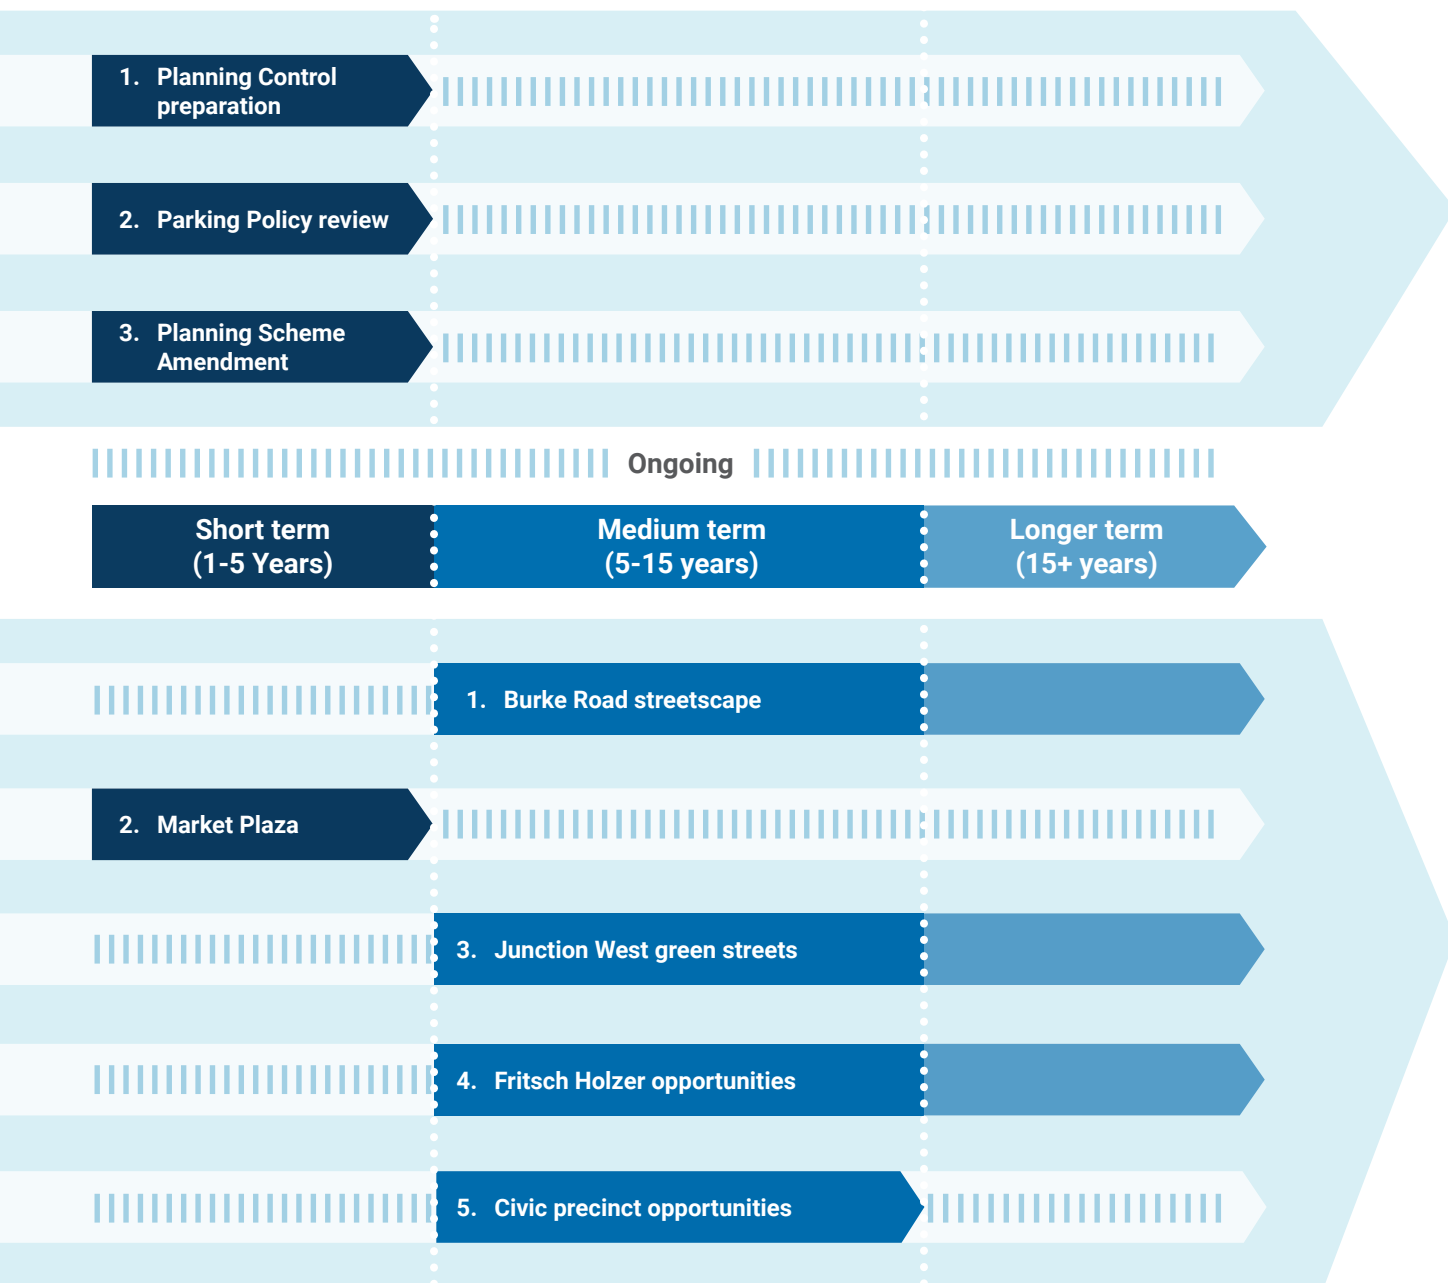 1. Planning Control
preparation
2. Parking Policy review
3. Planning Scheme
Amendment
Ongoing
Short term
(1-5 Years)
Medium term
(5-15 years)
Longer term
(15+ years)
1. Burke Road streetscape
2. Market Plaza
3. Junction West green streets
4. Fritsch Holzer opportunities
5. Civic precinct opportunities